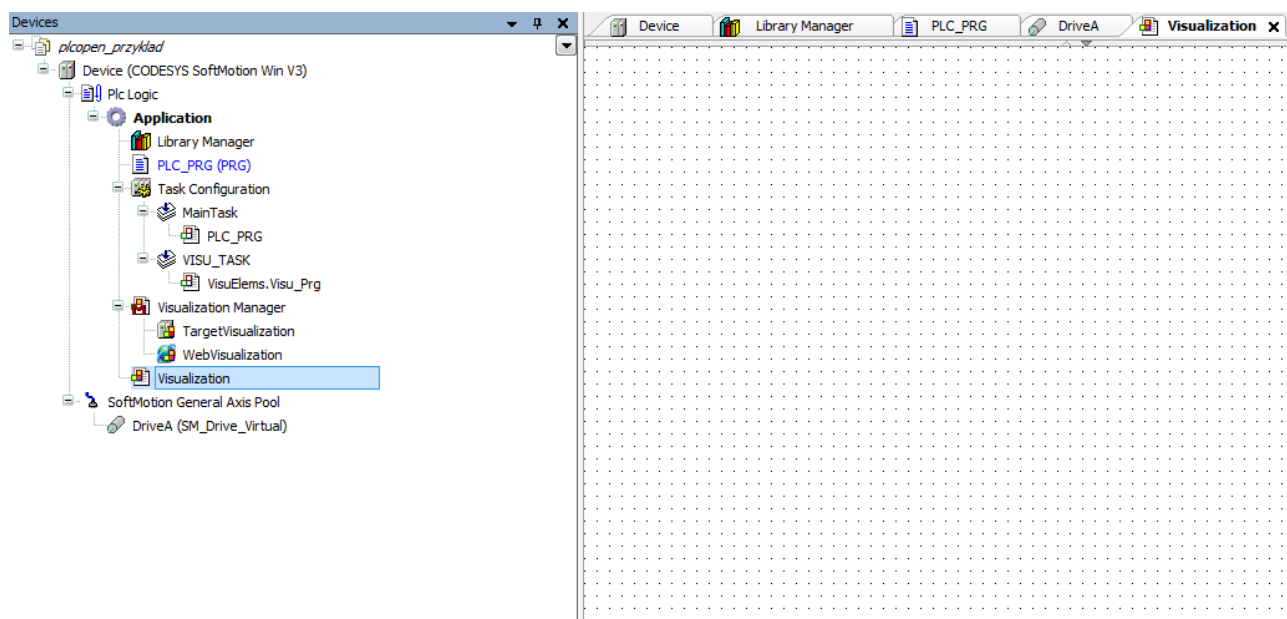 Devices
plcopen_przyklad
Device (CODESYS SoftMotion Win V3)
Plc Logic
Application
Library Manager
PLC_PRG (PRG)
Task Configuration
MainTask
PLC_PRG
VISU_TASK
VisuElems.Visu_Prg
Visualization Manager
TargetVisualization
WebVisualization
Visualization
SoftMotion General Axis Pool
DriveA (SM_Drive_Virtual)
Device Library Manager PLC_PRG DriveA Visualization